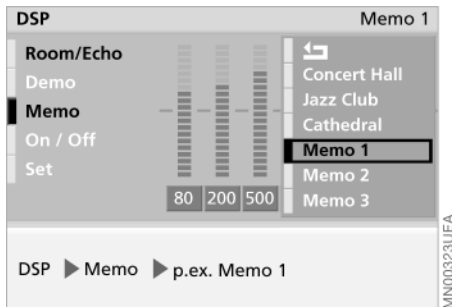 DSP Memo 1
Room/Echo
Demo
Memo
On / Off
Set
80 200 500
Concert Hall
Jazz Club
Cathedral
Memo 1
Memo 2
Memo 3
DSP ▶ Memo ▶ p.ex. Memo 1
MN00323UEA